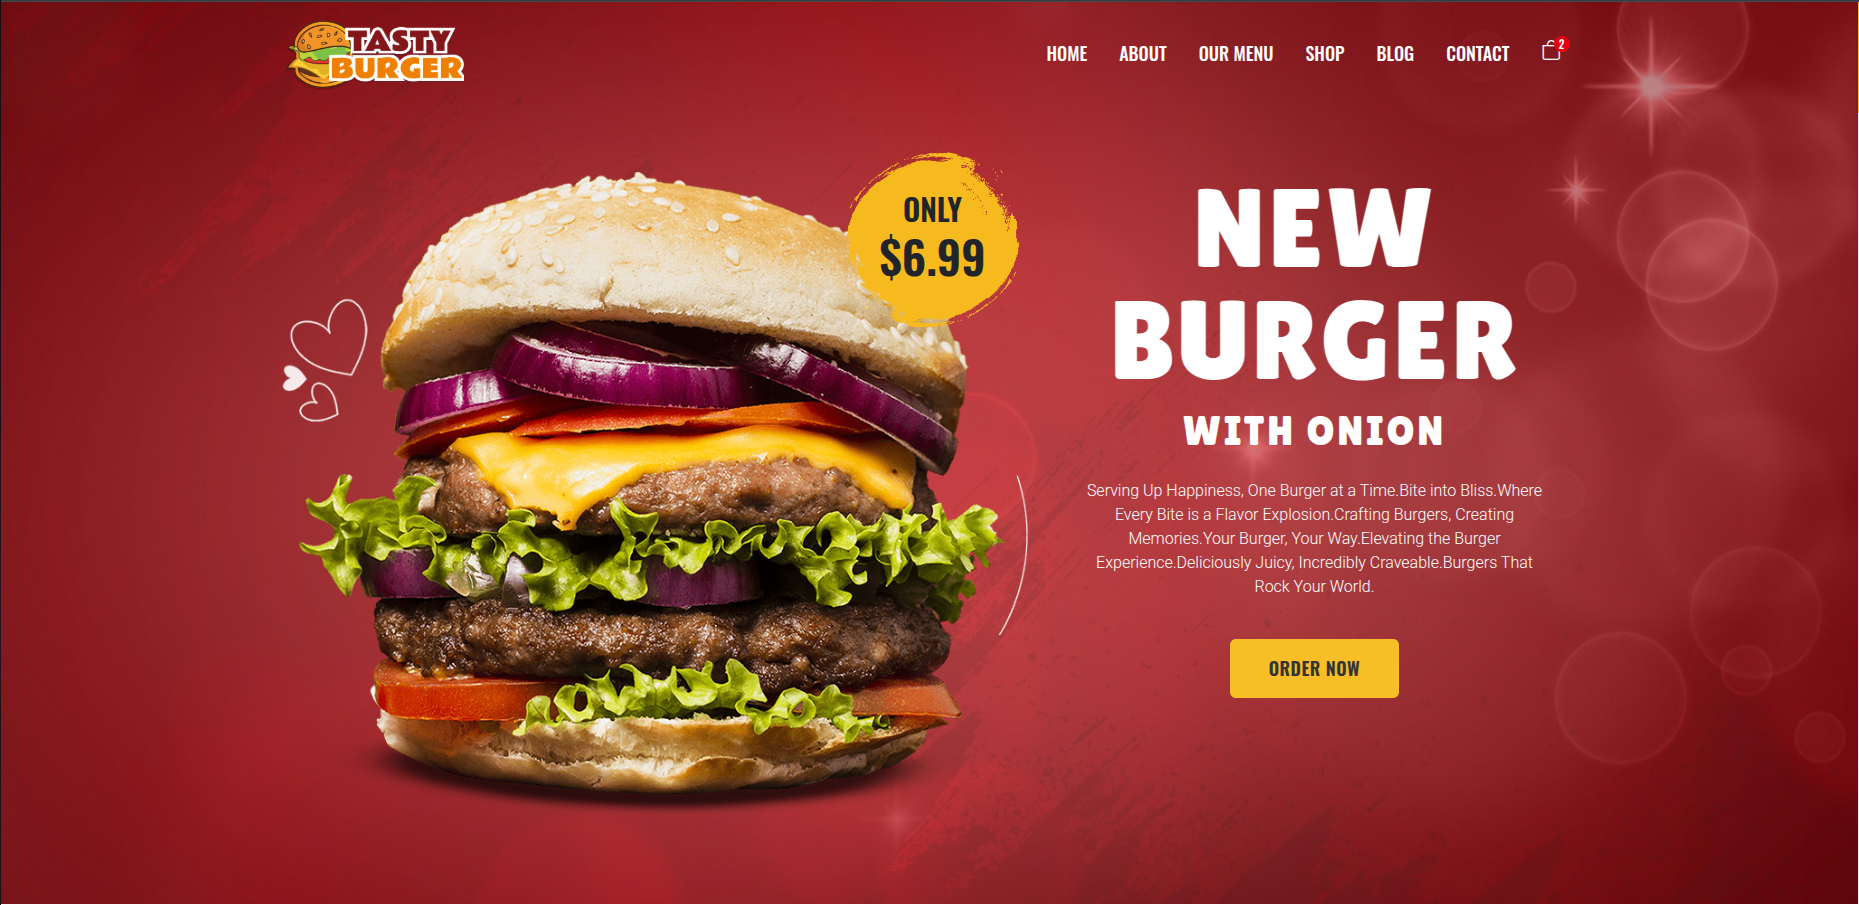 TASTY
BURGER
HOME ABOUT OUR MENU SHOP BLOG CONTACT 2
ONLY
$6.99
NEW
BURGER
WITH ONION
Serving Up Happiness, One Burger at a Time.Bite into Bliss.Where
Every Bite is a Flavor Explosion.Crafting Burgers, Creating
Memories.Your Burger, Your Way.Elevating the Burger
Experience.Deliciously Juicy, Incredibly Craveable.Burgers That
Rock Your World.
ORDER NOW